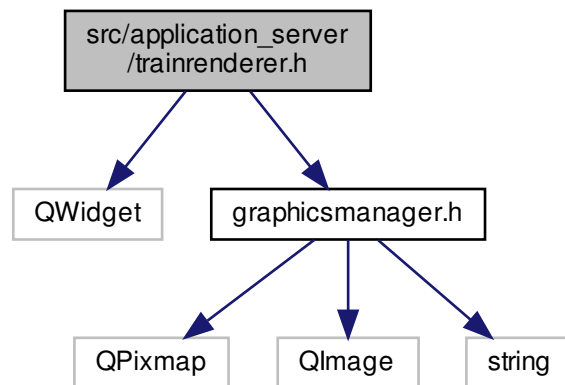 src/application_server
/trainrenderer.h
QWidget
graphicsmanager.h
QPixmap
QImage
string